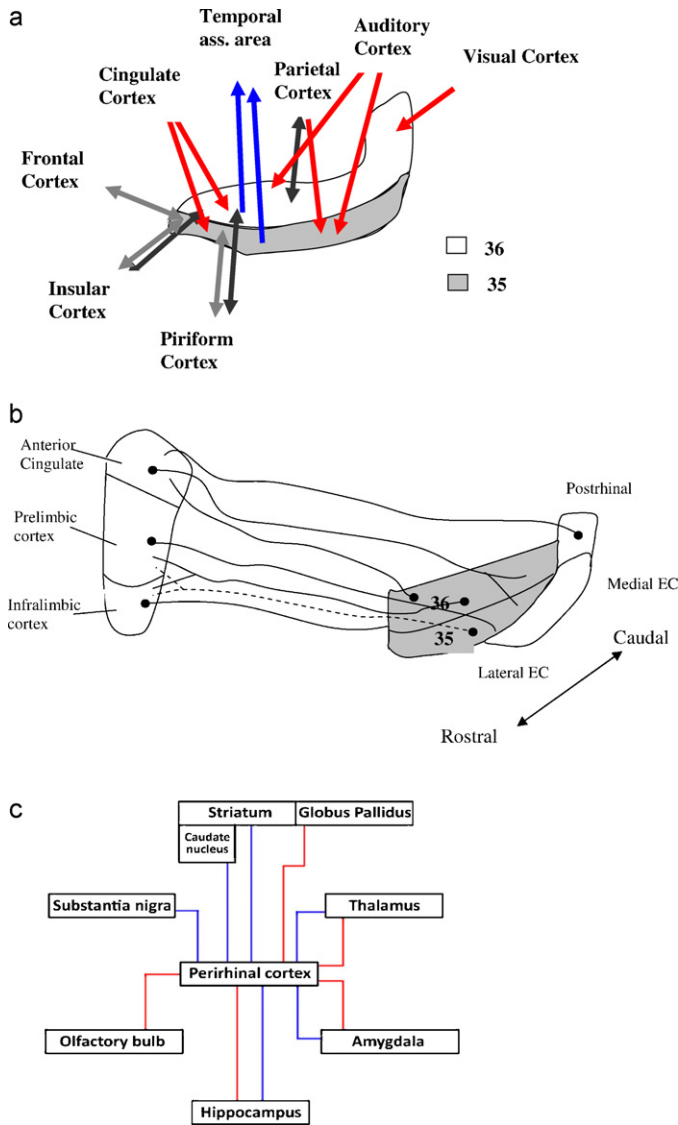 a
Temporal
ass. area
Auditory
Cortex
Visual Cortex
Cingulate
Cortex
Parietal
Cortex
Frontal
Cortex
36
35
Insular
Cortex
Piriform
Cortex
b
Anterior
Cingulate
Postrhinal
Prelimbic
cortex
Medial EC
Infralimbic
cortex
36
35
Caudal
Lateral EC
Rostral
c
Striatum
Globus Pallidus
Caudate
nucleus
Substantia nigra
Thalamus
Perirhinal cortex
Olfactory bulb
Amygdala
Hippocampus